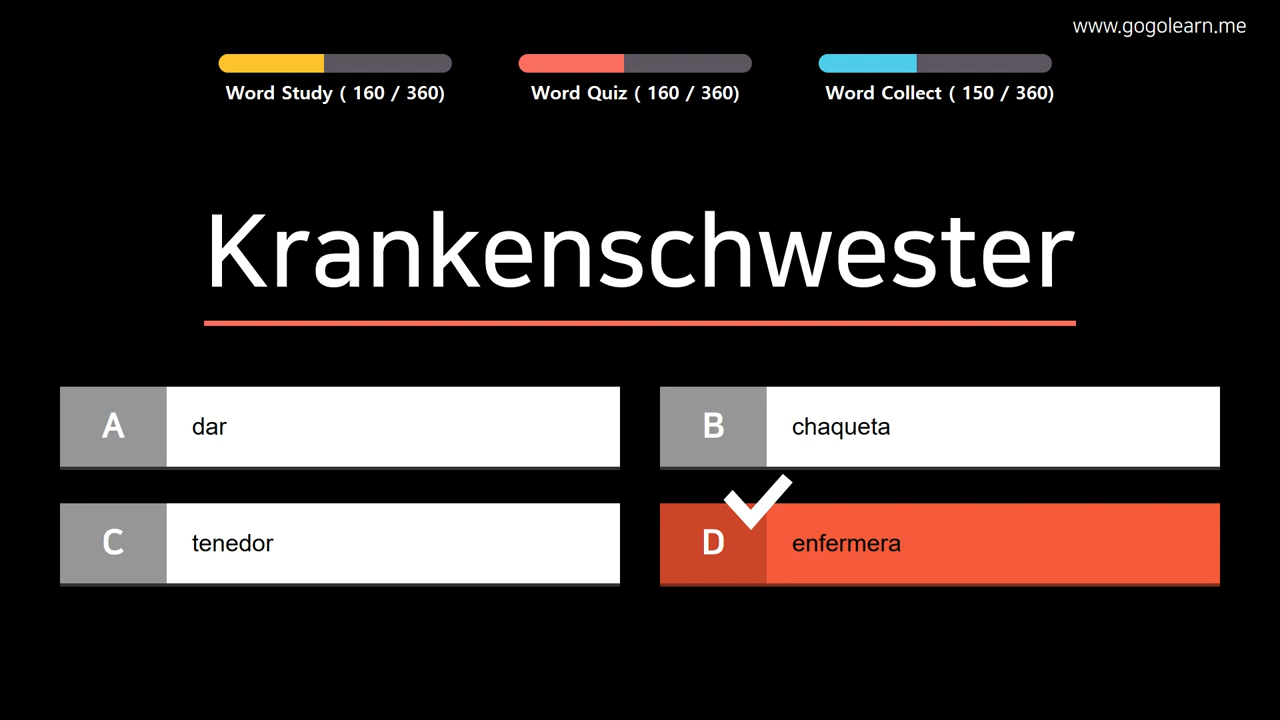 www.gogolearn.me
Word Study ( 160 / 360)
Word Quiz ( 160 / 360)
Word Collect ( 150 / 360)
Krankenschwester
A dar
B chaqueta
C tenedor
D enfermera